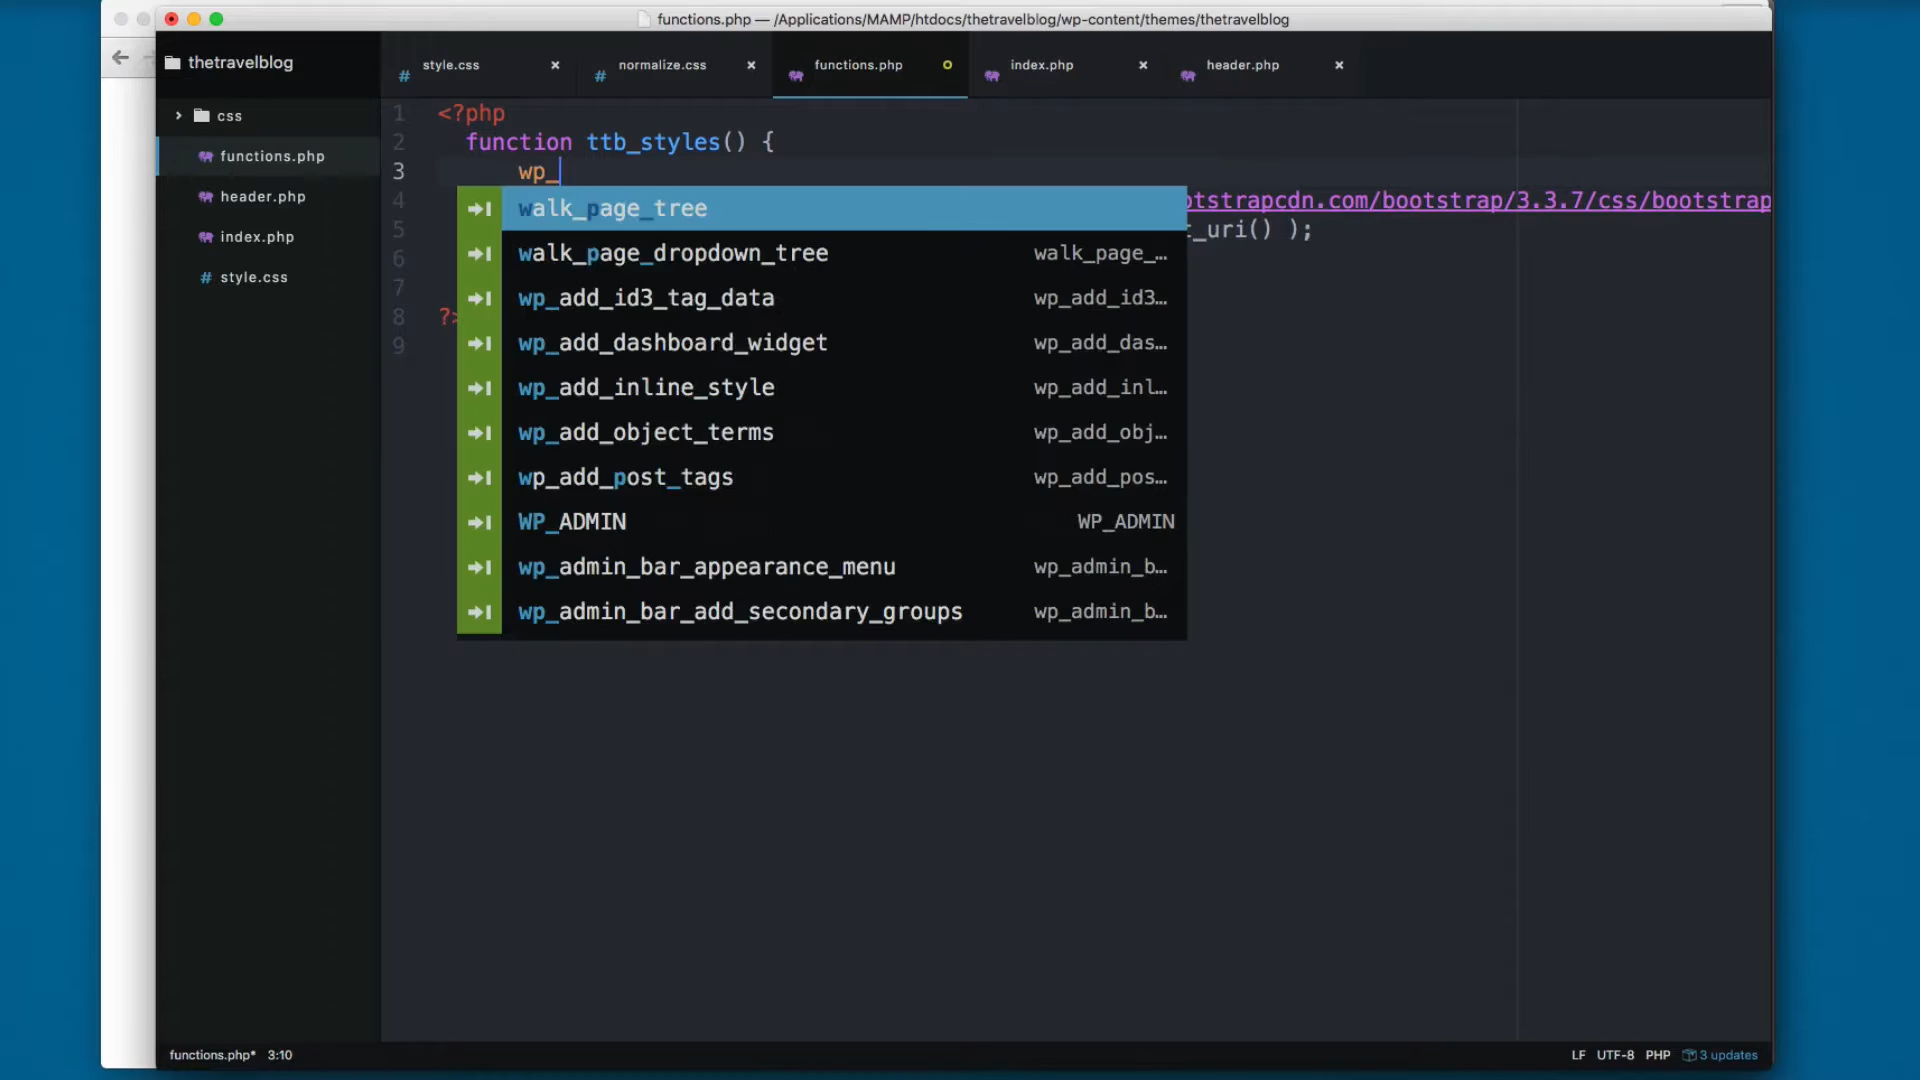 functions.php — /Applications/MAMP/htdocs/thetravelblog/wp-content/themes/thetravelblog
thetravelblog
style.css
normalize.css
functions.php
index.php
header.php
css
functions.php
header.php
index.php
style.css
1 <?php
2 function ttb_styles() {
3 wp_
4 otstrapcdn.com/bootstrap/3.3.7/css/bootstrap
5 t_uri() );
6
7
8 ?>
9
walk_page_tree
walk_page_dropdown_tree walk_page_…
wp_add_id3_tag_data wp_add_id3…
wp_add_dashboard_widget wp_add_das…
wp_add_inline_style wp_add_inl…
wp_add_object_terms wp_add_obj…
wp_add_post_tags wp_add_pos…
WP_ADMIN WP_ADMIN
wp_admin_bar_appearance_menu wp_admin_b…
wp_admin_bar_add_secondary_groups wp_admin_b…
functions.php* 3:10
LF UTF-8 PHP 3 updates